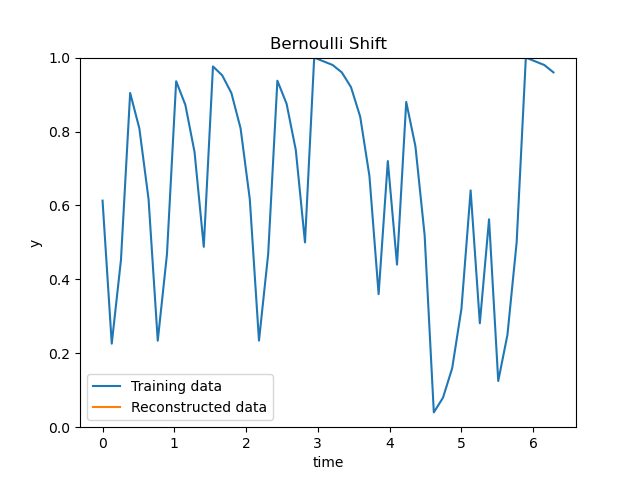 Bernoulli Shift
1.0
0.8
0.6
0.4
0.2
0.0
y
Training data
Reconstructed data
0 1 2 3 4 5 6
time